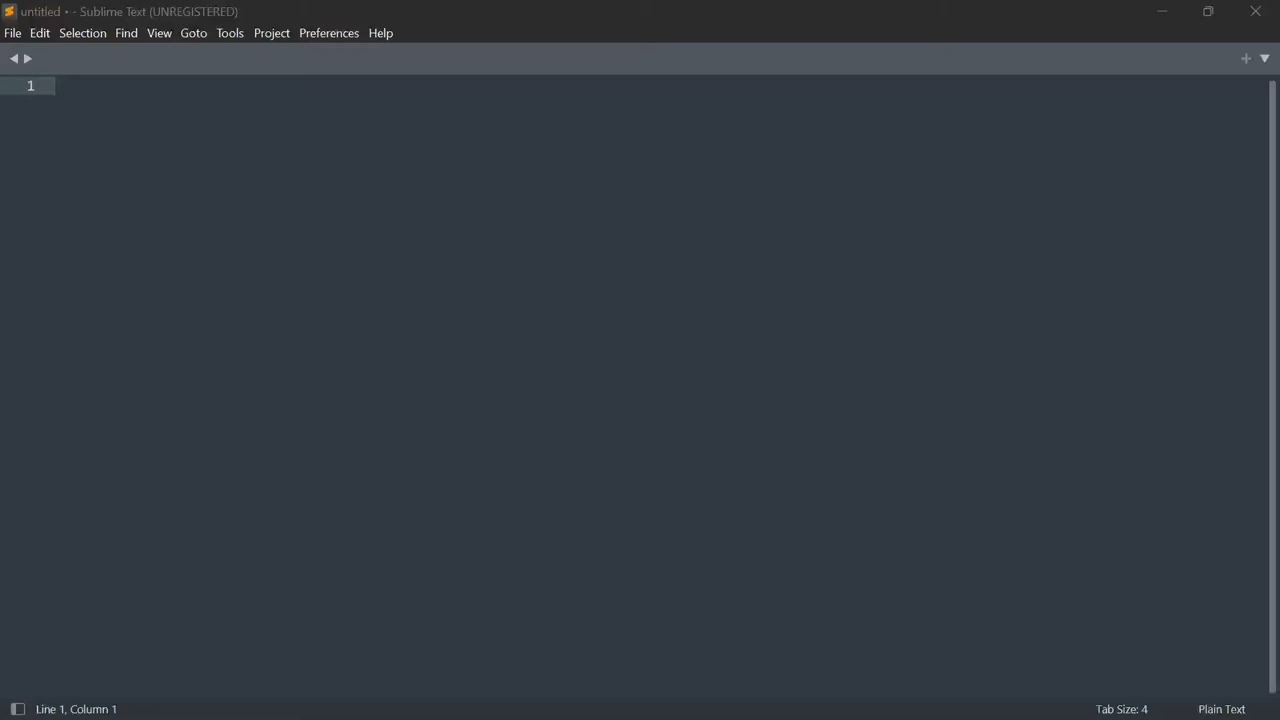 untitled • - Sublime Text (UNREGISTERED)
File Edit Selection Find View Goto Tools Project Preferences Help
1
Line 1, Column 1 Tab Size: 4 Plain Text